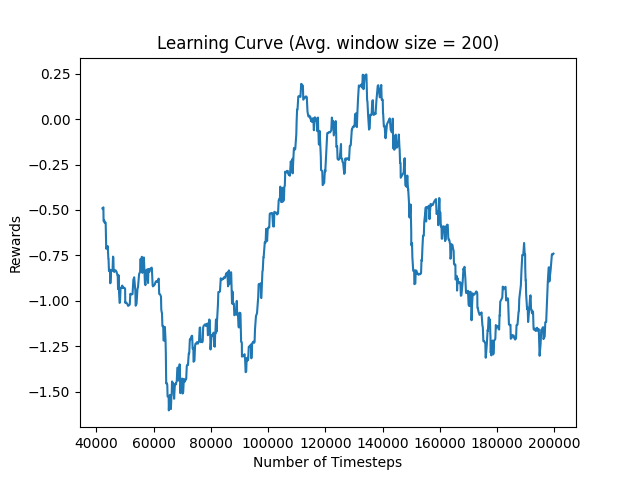 Learning Curve (Avg. window size = 200)
Rewards
0.25
0.00
−0.25
−0.50
−0.75
−1.00
−1.25
−1.50
40000 60000 80000 100000 120000 140000 160000 180000 200000
Number of Timesteps